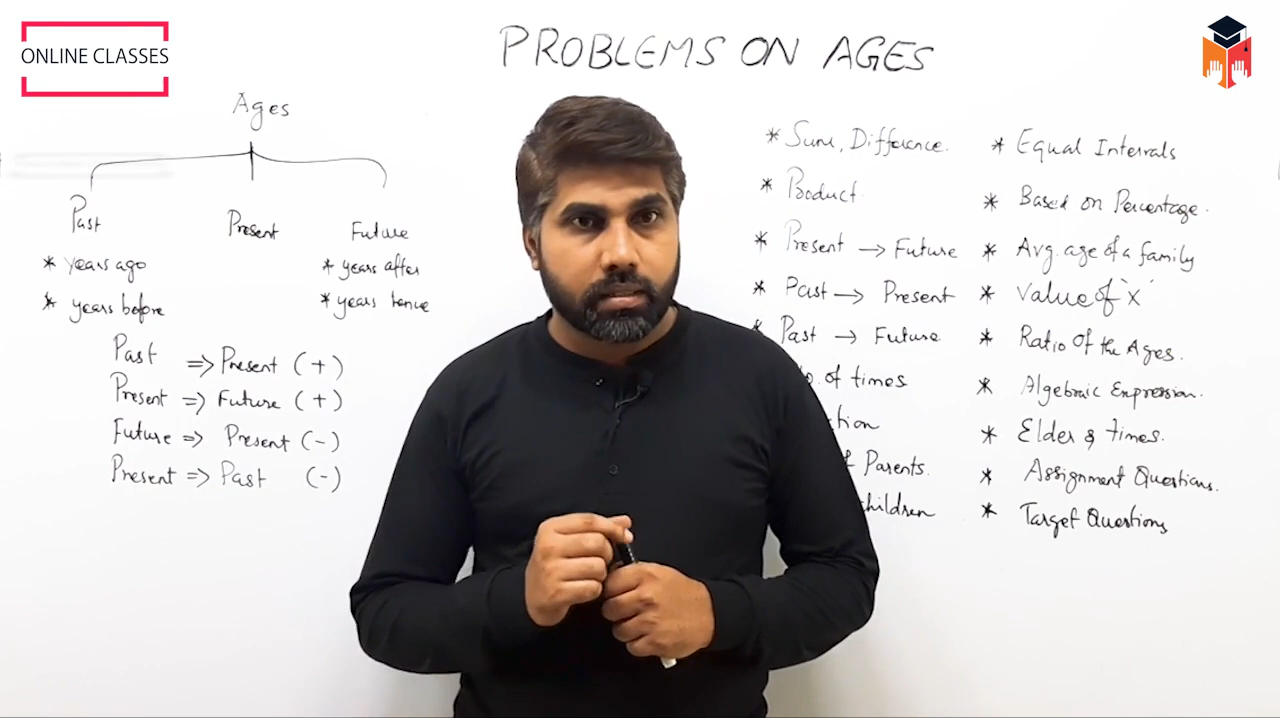 ONLINE CLASSES
PROBLEMS ON AGES
Ages
Past
Present
Future
* years ago
* years before
* years after
* years hence
Past => Present (+)
Present => Future (+)
Future => Present (-)
Present => Past (-)
* Sum, Difference.
* Product
* Present → Future
* Past → Present
* Past → Future
of times
Parents.
children
* Equal Intervals
* Based on Percentage.
* Avg. age of a family
* Value of "x"
* Ratio of the Ages.
* Algebraic Expression.
* Elder & times.
* Assignment Questions.
* Target Questions